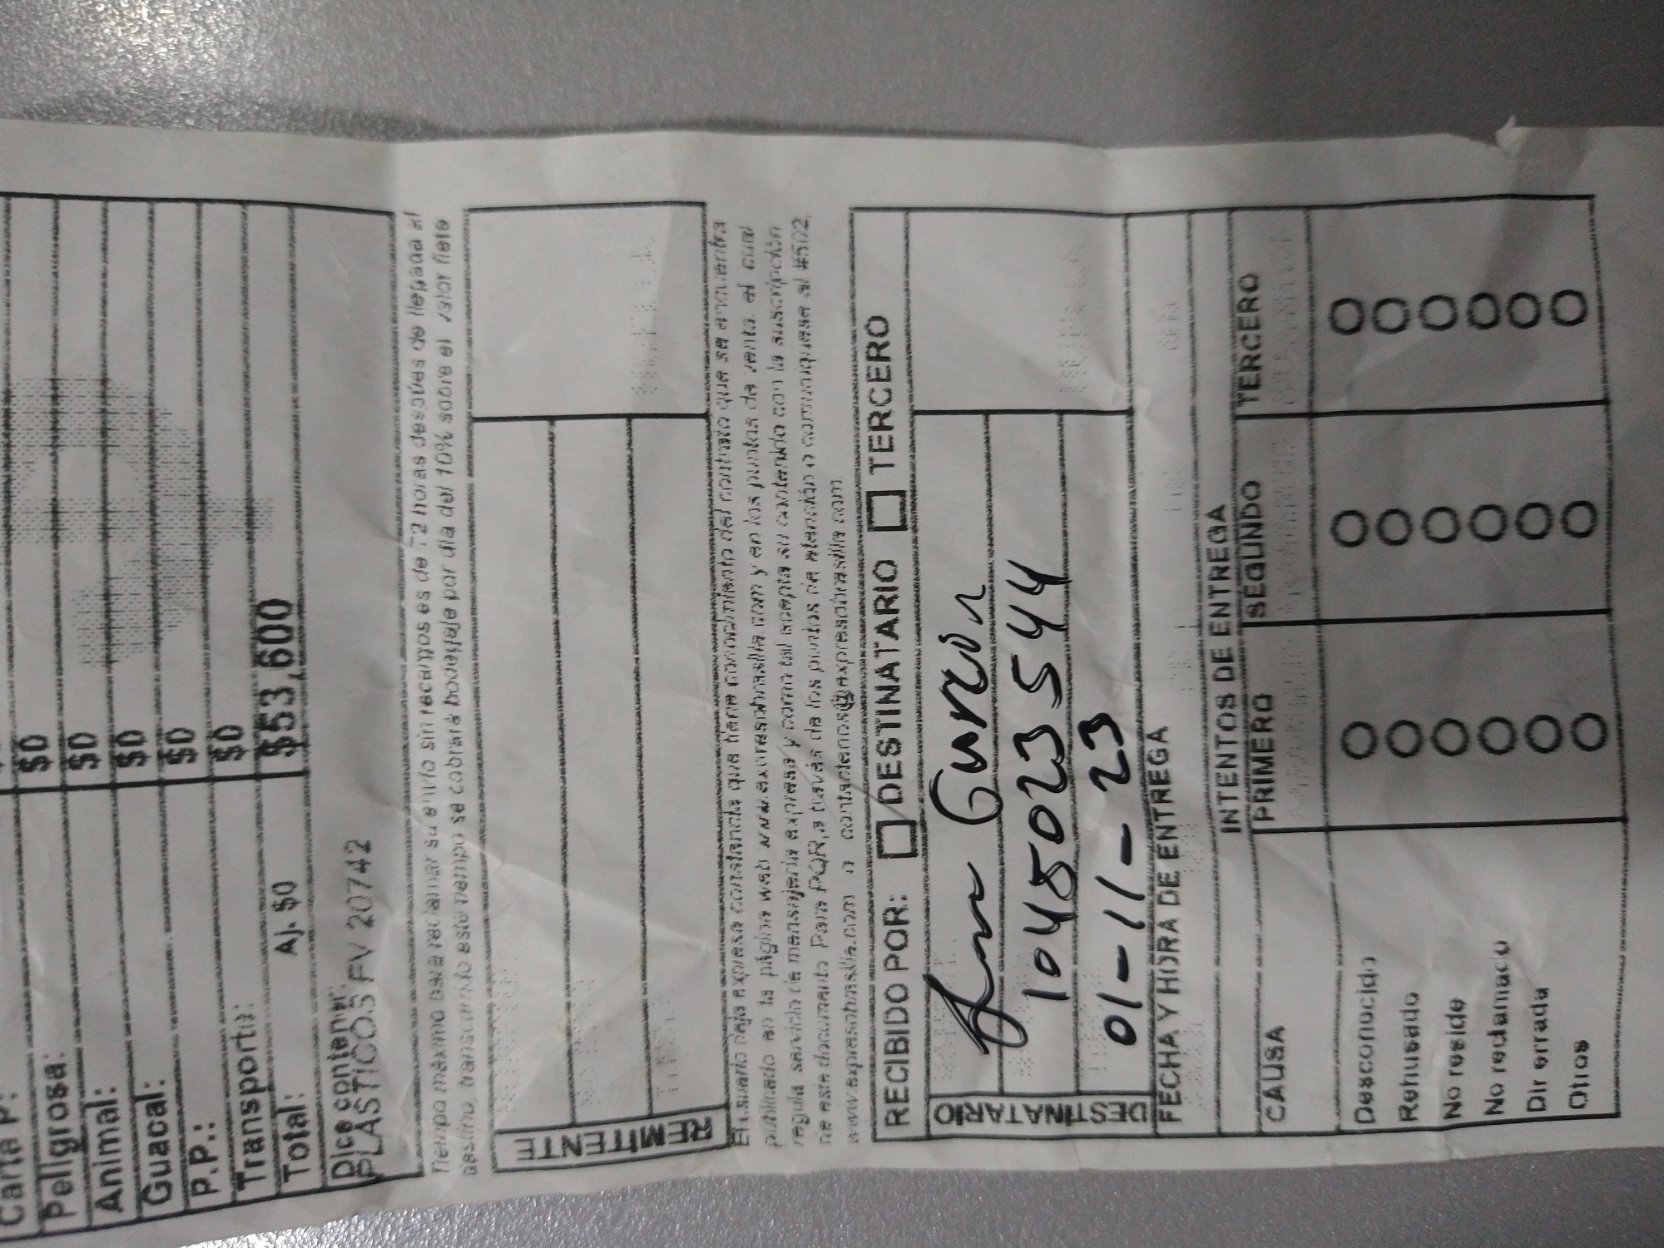 Peligrosa: $0
Animal: $0
Guacal: $0
P.P.: $0
Transporte: $0
Total: Aj. $0 $53,600
Dice contener:
PLASTICOS FV 20742
Tiempo máximo para reclamar su envío sin recargos es de 72 horas después de llegada al
destino, transcurrido este tiempo se cobrará bodegaje por día del 10% sobre el valor flete
REMITENTE
El usuario deja expresa constancia que tiene conocimiento del contrato que se encuentra
publicado en la página web www.expresobrasilia.com y en los puntos de venta el cual
regula servicio de mensajería expresa y como tal acepta su contenido con la suscripción
de este documento. Para PQR,a través de los puntos de atención o comuníquese al #502,
www.expresobrasilia.com o contactenos@expresobrasilia.com.
RECIBIDO POR: DESTINATARIO TERCERO
DESTINATARIO
1048023544
01-11-23
FECHA Y HORA DE ENTREGA
INTENTOS DE ENTREGA
CAUSA PRIMERO SEGUNDO TERCERO
Desconocido
Rehusado
No reside
No reclamado
Dir errada
Otros